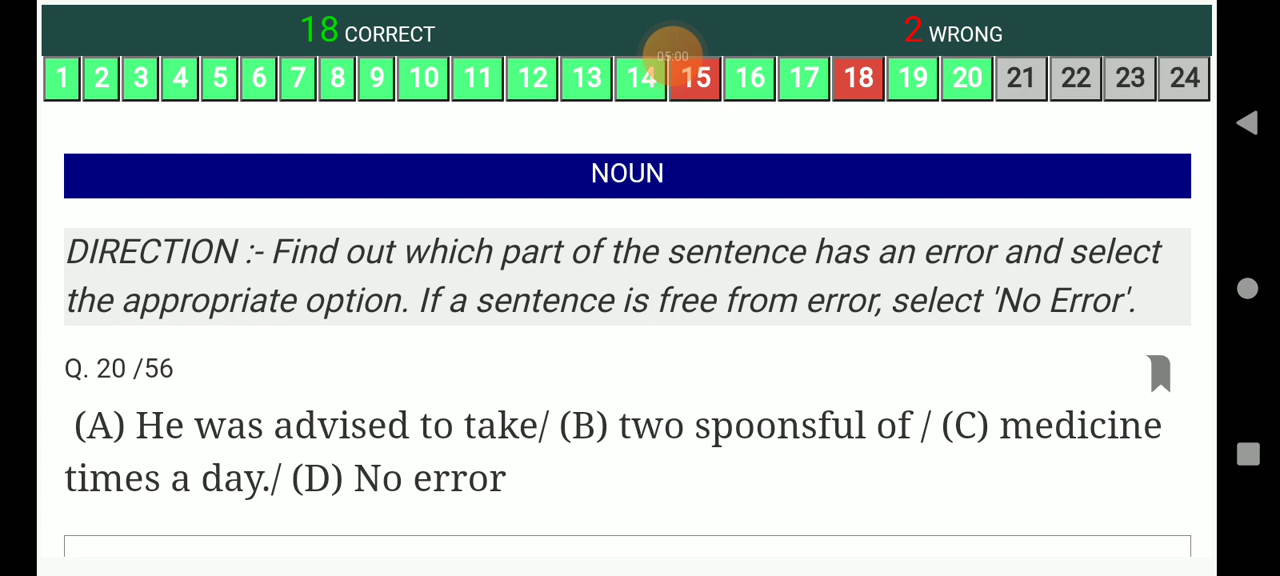 18 CORRECT 2 WRONG
05:00
1 2 3 4 5 6 7 8 9 10 11 12 13 14 15 16 17 18 19 20 21 22 23 24
NOUN
DIRECTION :- Find out which part of the sentence has an error and select
the appropriate option. If a sentence is free from error, select 'No Error'.
Q. 20 /56
(A) He was advised to take/ (B) two spoonsful of / (C) medicine
times a day./ (D) No error